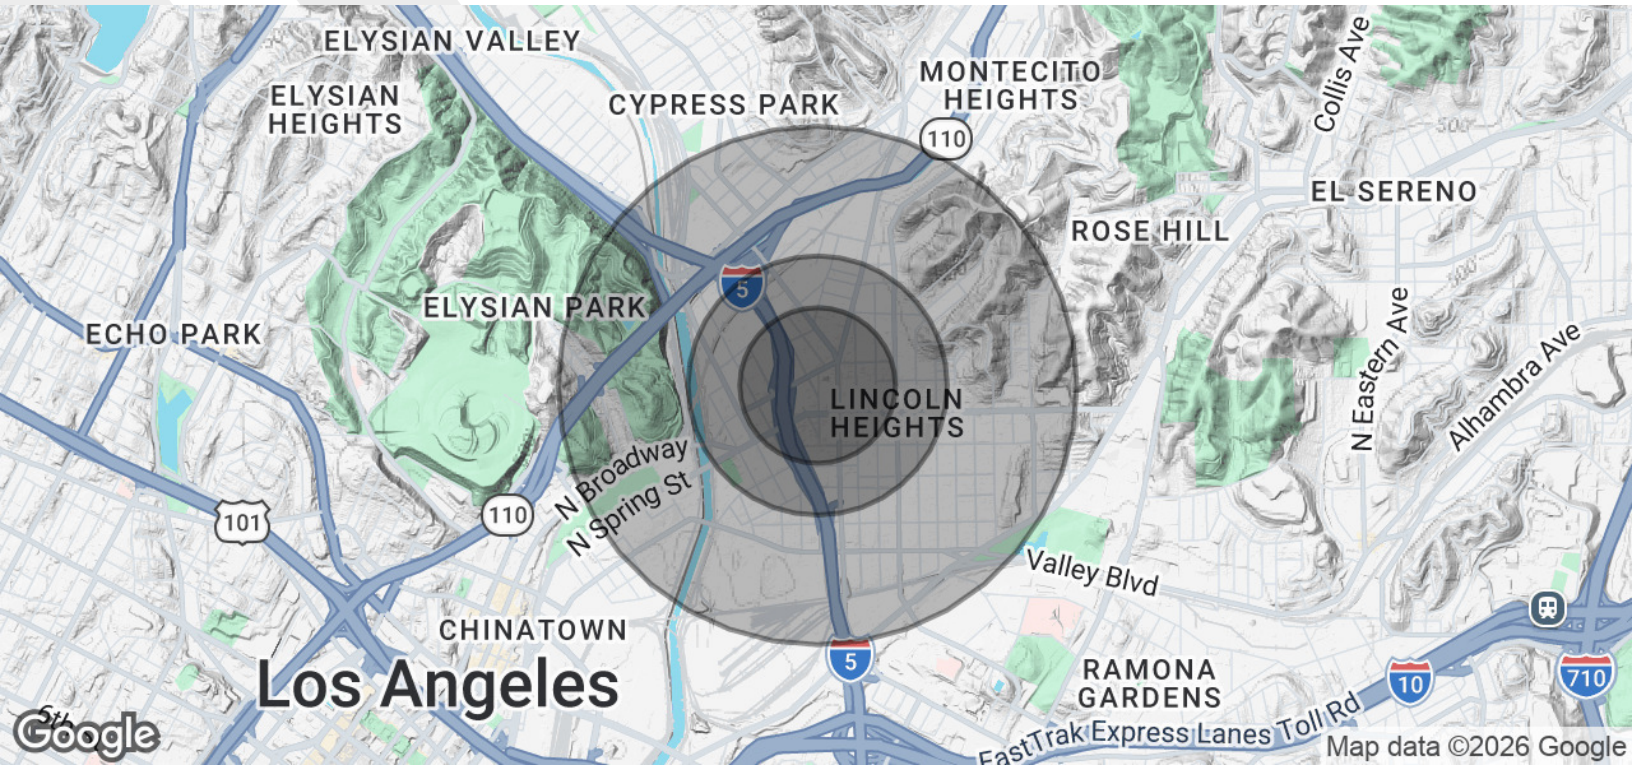 ELYSIAN VALLEY
ELYSIAN
HEIGHTS
CYPRESS PARK
MONTECITO
HEIGHTS
Collis Ave
110
500'
EL SERENO
ROSE HILL
5
ELYSIAN PARK
ECHO PARK
N Eastern Ave
Alhambra Ave
LINCOLN
HEIGHTS
N Broadway
N Spring St
101
110
Valley Blvd
CHINATOWN
Los Angeles
5
RAMONA
GARDENS
10
710
FastTrak Express Lanes Toll Rd
Google
Map data ©2026 Google